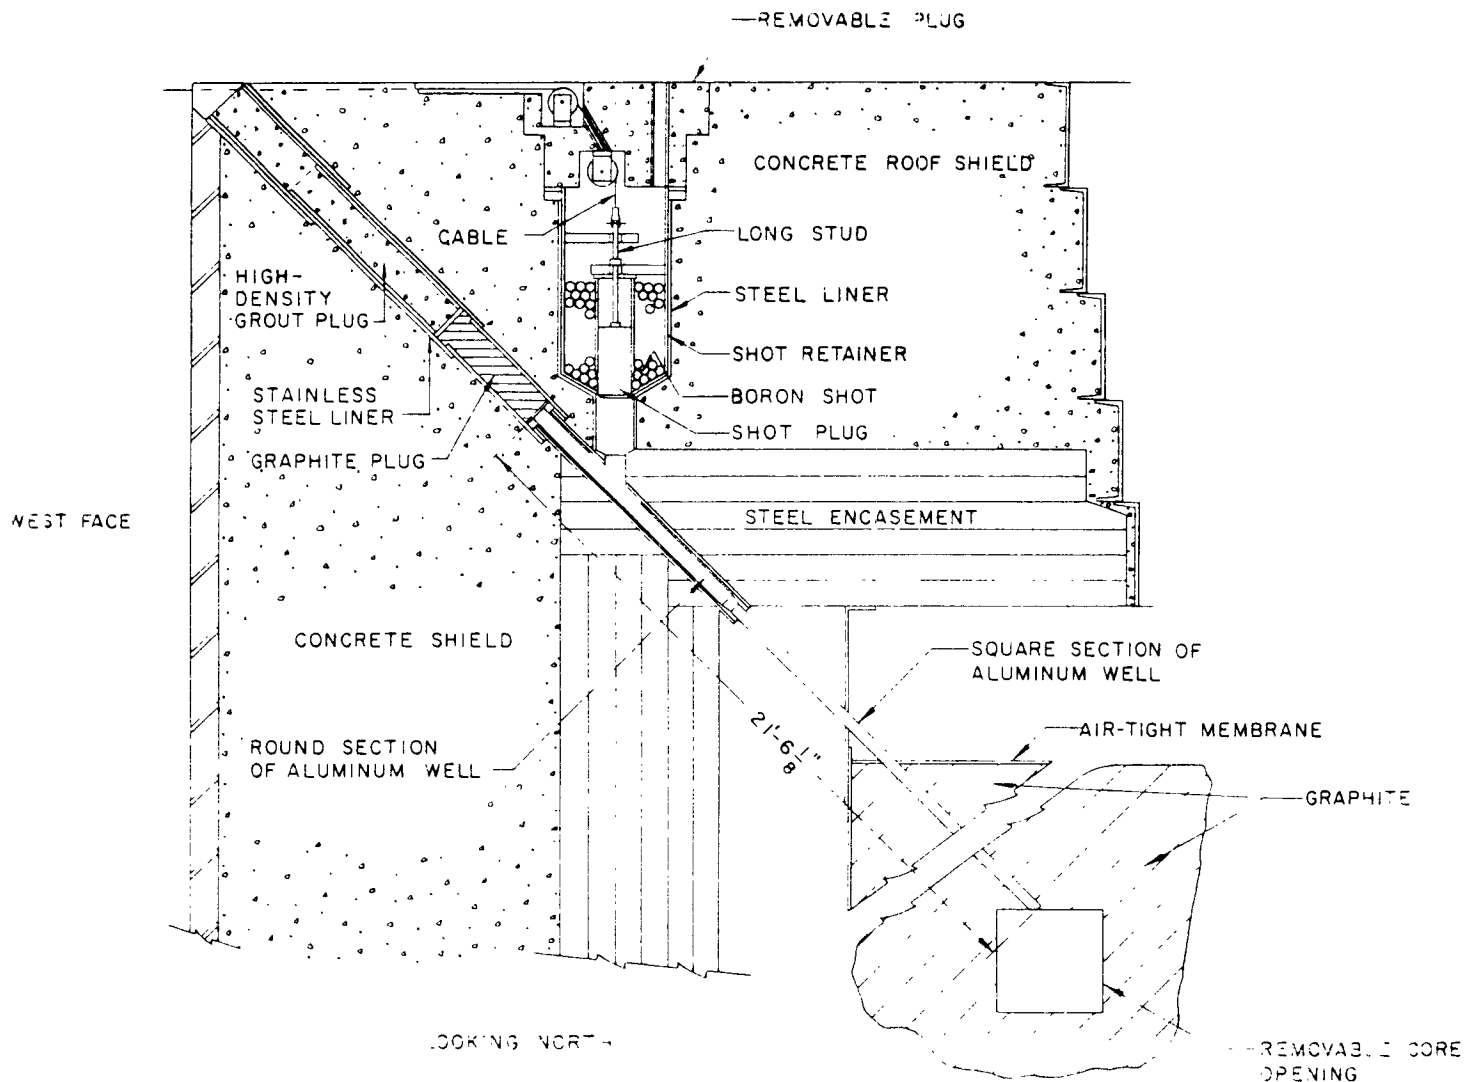 REMOVABLE PLUG
CONCRETE ROOF SHIELD
CABLE
LONG STUD
HIGH-
DENSITY
GROUT PLUG
STEEL LINER
SHOT RETAINER
STAINLESS
STEEL LINER
BORON SHOT
SHOT PLUG
GRAPHITE PLUG
WEST FACE
STEEL ENCASEMENT
CONCRETE SHIELD
SQUARE SECTION OF
ALUMINUM WELL
21'-6 1/8"
AIR-TIGHT MEMBRANE
ROUND SECTION
OF ALUMINUM WELL
GRAPHITE
LOOKING NORTH
REMOVABLE CORE
OPENING